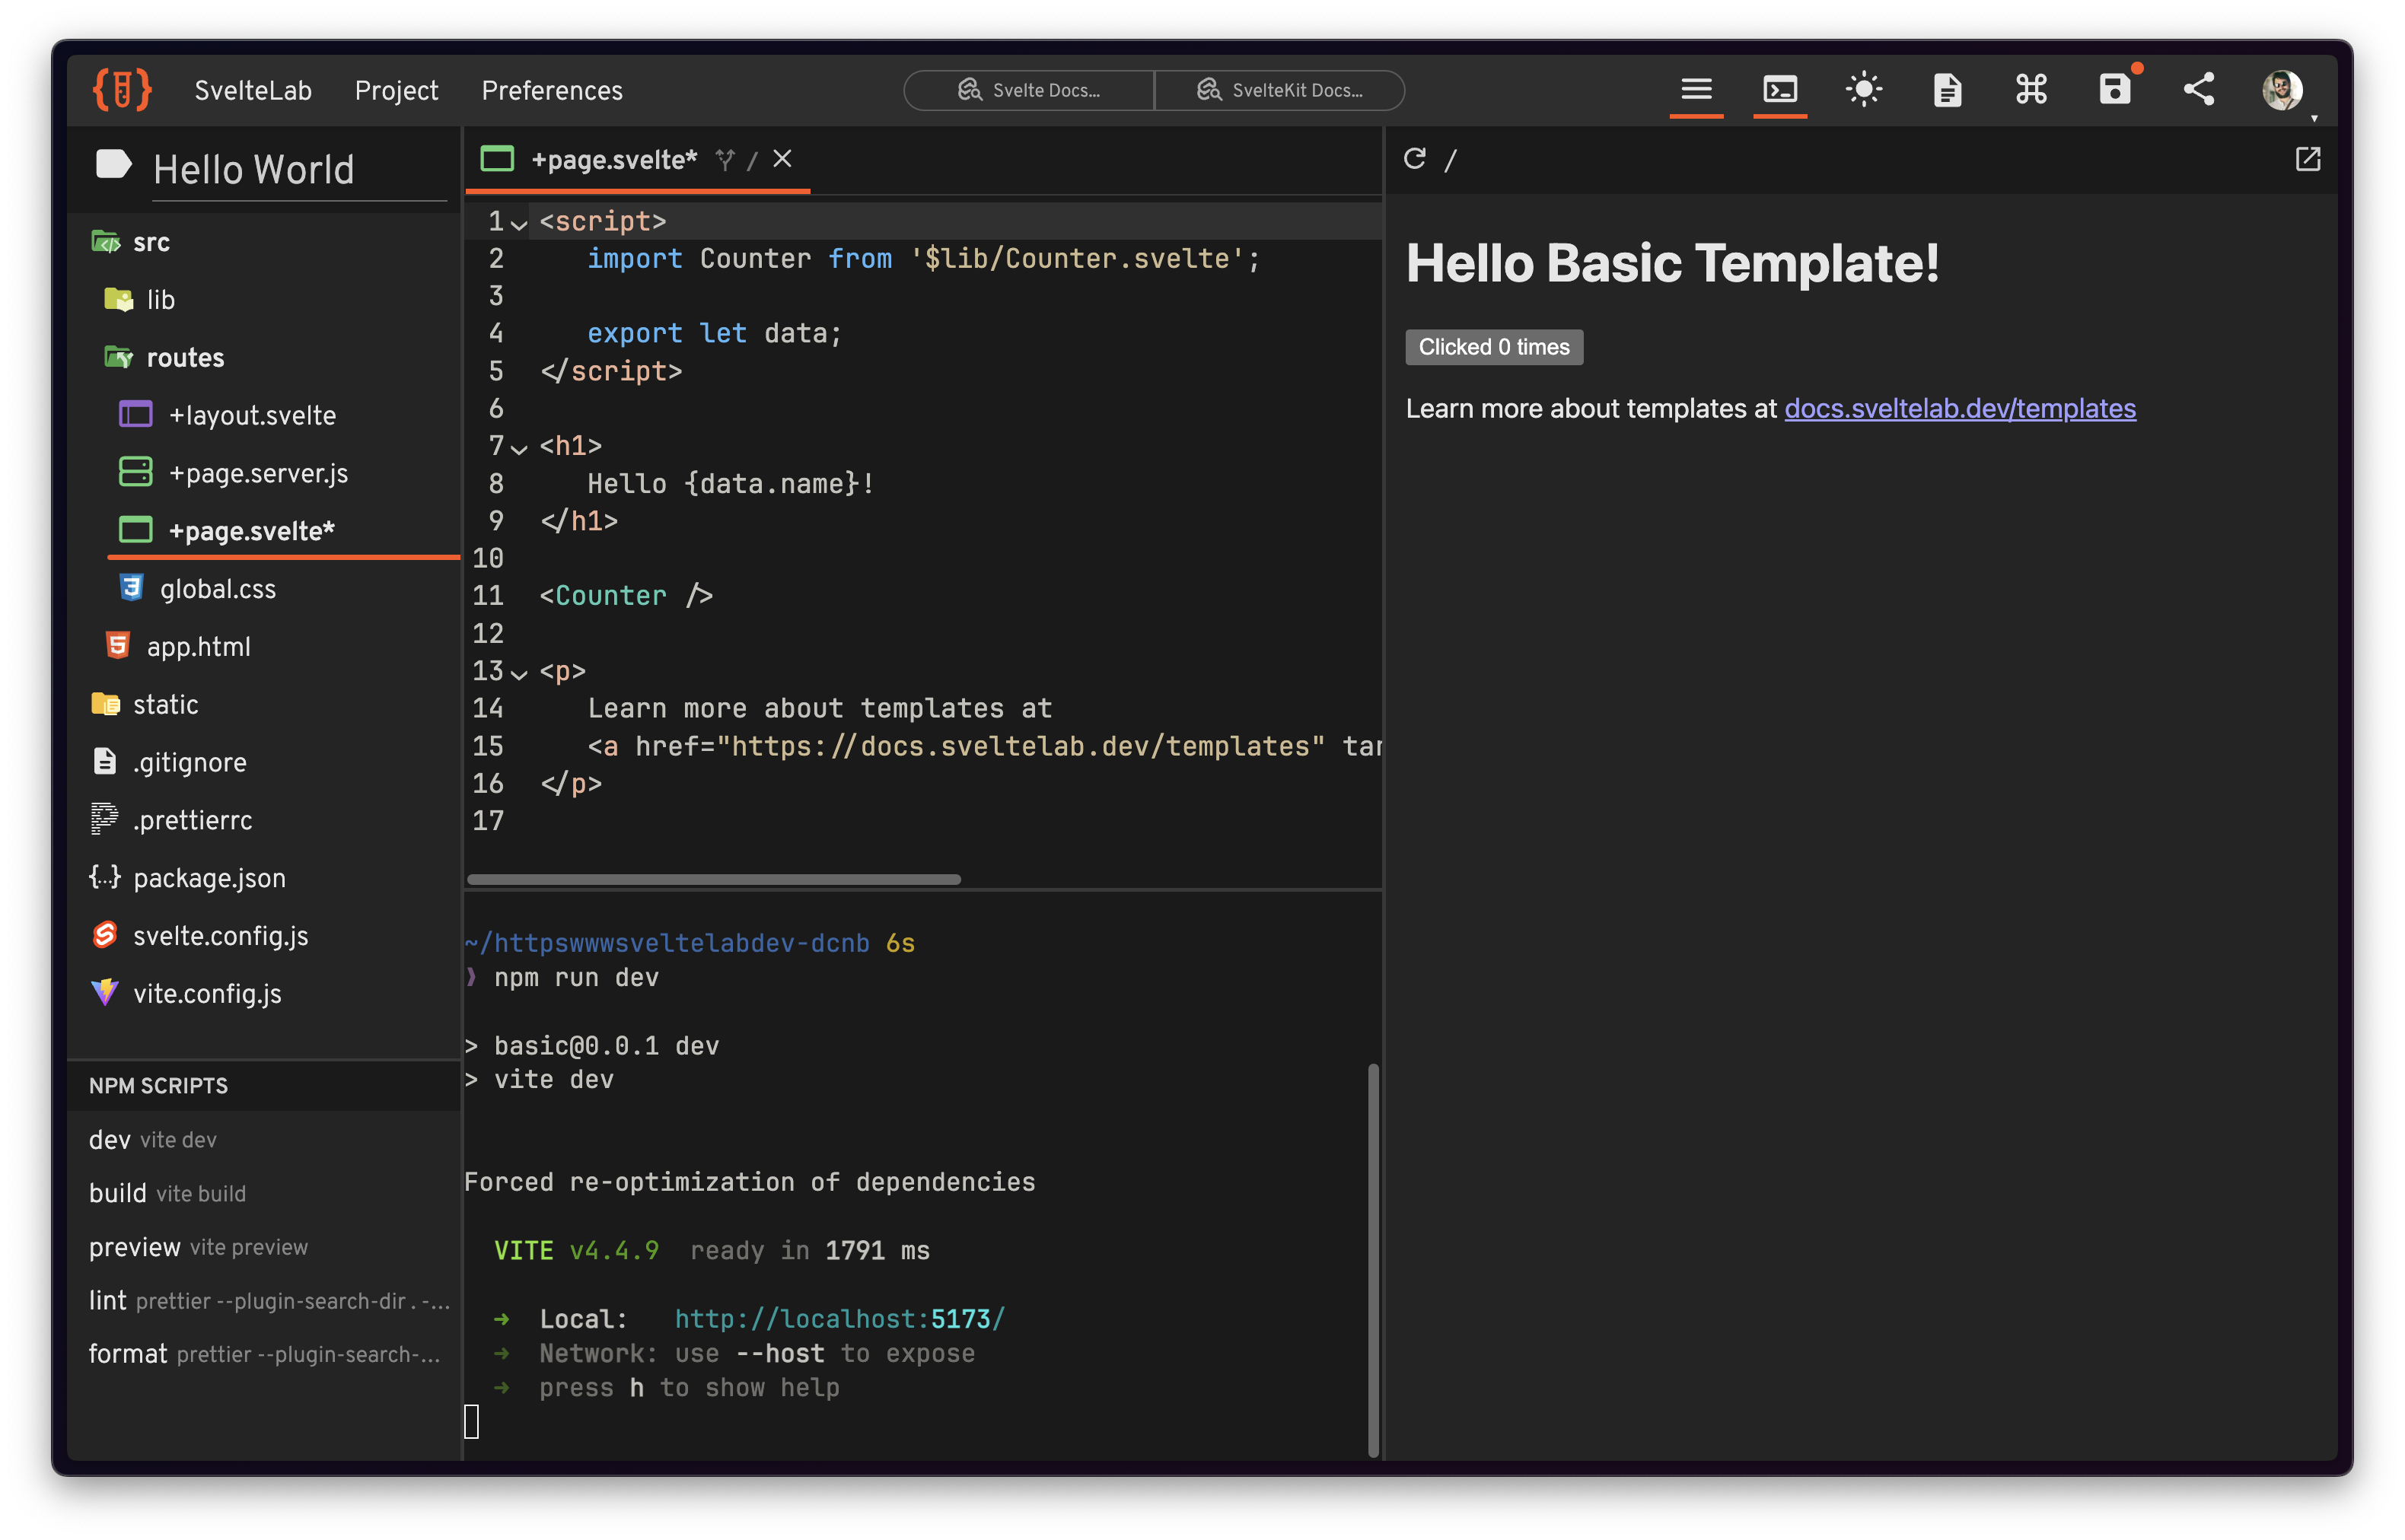 SvelteLab Project Preferences Svelte Docs... SvelteKit Docs...
Hello World
src
lib
routes
+layout.svelte
+page.server.js
+page.svelte*
global.css
app.html
static
.gitignore
.prettierrc
{...} package.json
svelte.config.js
vite.config.js
NPM SCRIPTS
dev vite dev
build vite build
preview vite preview
lint prettier --plugin-search-dir . -...
format prettier --plugin-search-...
+page.svelte* /
1 <script>
2 import Counter from '$lib/Counter.svelte';
3
4 export let data;
5 </script>
6
7 <h1>
8 Hello {data.name}!
9 </h1>
10
11 <Counter />
12
13 <p>
14 Learn more about templates at
15 <a href="https://docs.sveltelab.dev/templates" tar
16 </p>
17
~/httpswwwsveltelabdev-dcnb 6s
❯ npm run dev
> basic@0.0.1 dev
> vite dev
Forced re-optimization of dependencies
VITE v4.4.9 ready in 1791 ms
➜ Local: http://localhost:5173/
➜ Network: use --host to expose
➜ press h to show help
/
Hello Basic Template!
Clicked 0 times
Learn more about templates at docs.sveltelab.dev/templates